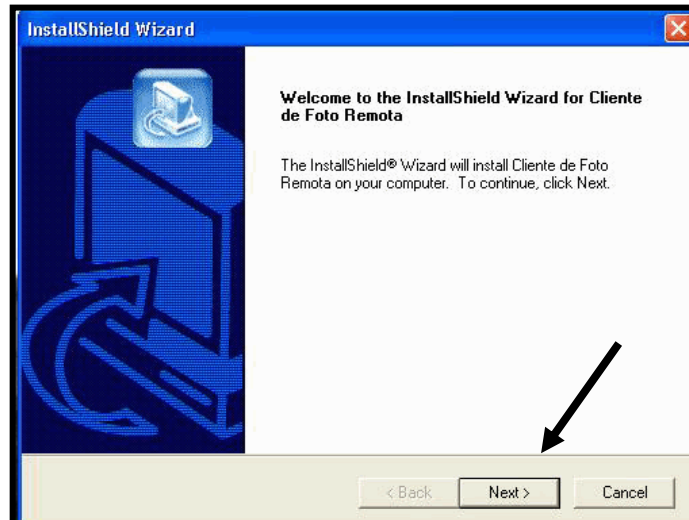 InstallShield Wizard
Welcome to the InstallShield Wizard for Cliente
de Foto Remota
The InstallShield® Wizard will install Cliente de Foto
Remota on your computer. To continue, click Next.
< Back
Next >
Cancel